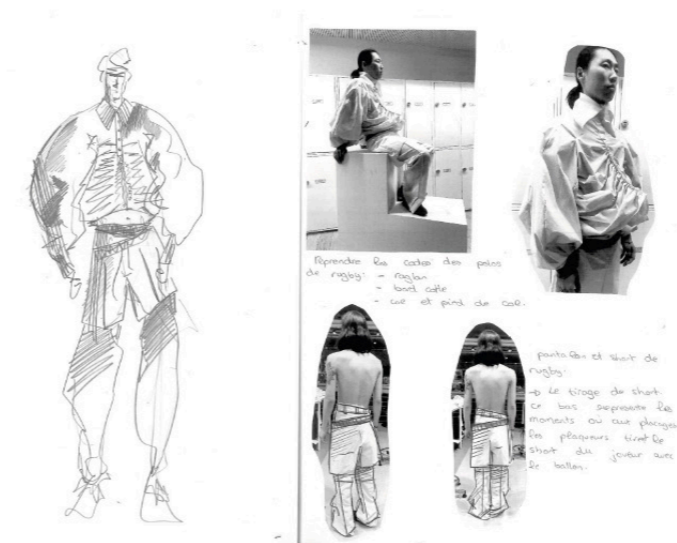 Reprendre les codes des polos
de rugby: - raglan
- bord côte
- col et pied de col.
pantalon et short de
rugby:
→ Le tirage de short.
ce bas représente les
moments où aux placages
les plaqueurs tirent le
short du joueur avec
le ballon.